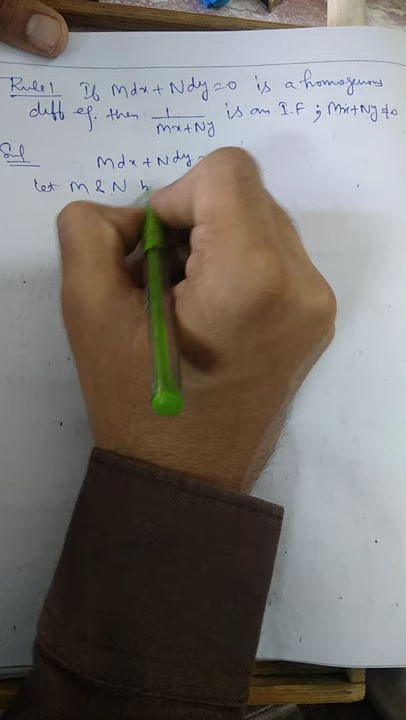 Rule 1 If Mdx + Ndy = 0 is a homogenous
diff eq. then 1/(Mx+Ny) is an I.F ; Mx+Ny≠0
Sol
Mdx + Ndy =
let M & N